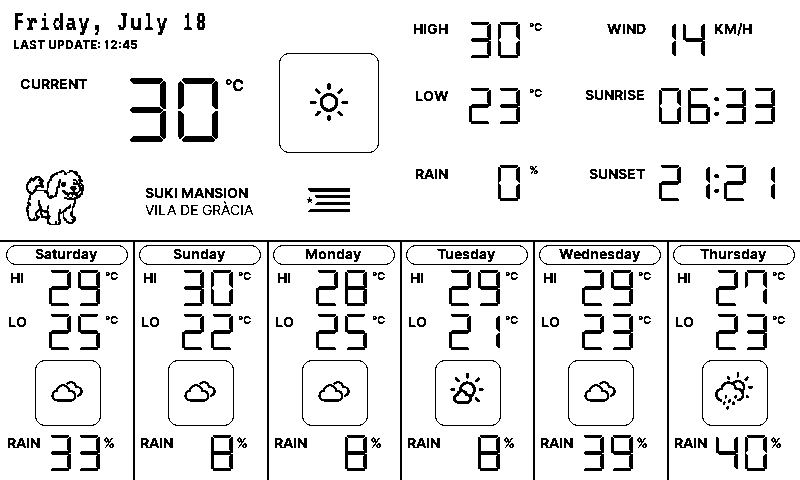 Friday, July 18
LAST UPDATE: 12:45
CURRENT 30 °C
SUKI MANSION
VILA DE GRÀCIA
HIGH 30 °C
LOW 23 °C
RAIN 0 %
WIND 14 KM/H
SUNRISE 06:33
SUNSET 21:21
Saturday
HI 29 °C
LO 25 °C
RAIN 33 %
Sunday
HI 30 °C
LO 22 °C
RAIN 8 %
Monday
HI 28 °C
LO 25 °C
RAIN 8 %
Tuesday
HI 29 °C
LO 21 °C
RAIN 8 %
Wednesday
HI 29 °C
LO 23 °C
RAIN 39 %
Thursday
HI 27 °C
LO 23 °C
RAIN 40 %